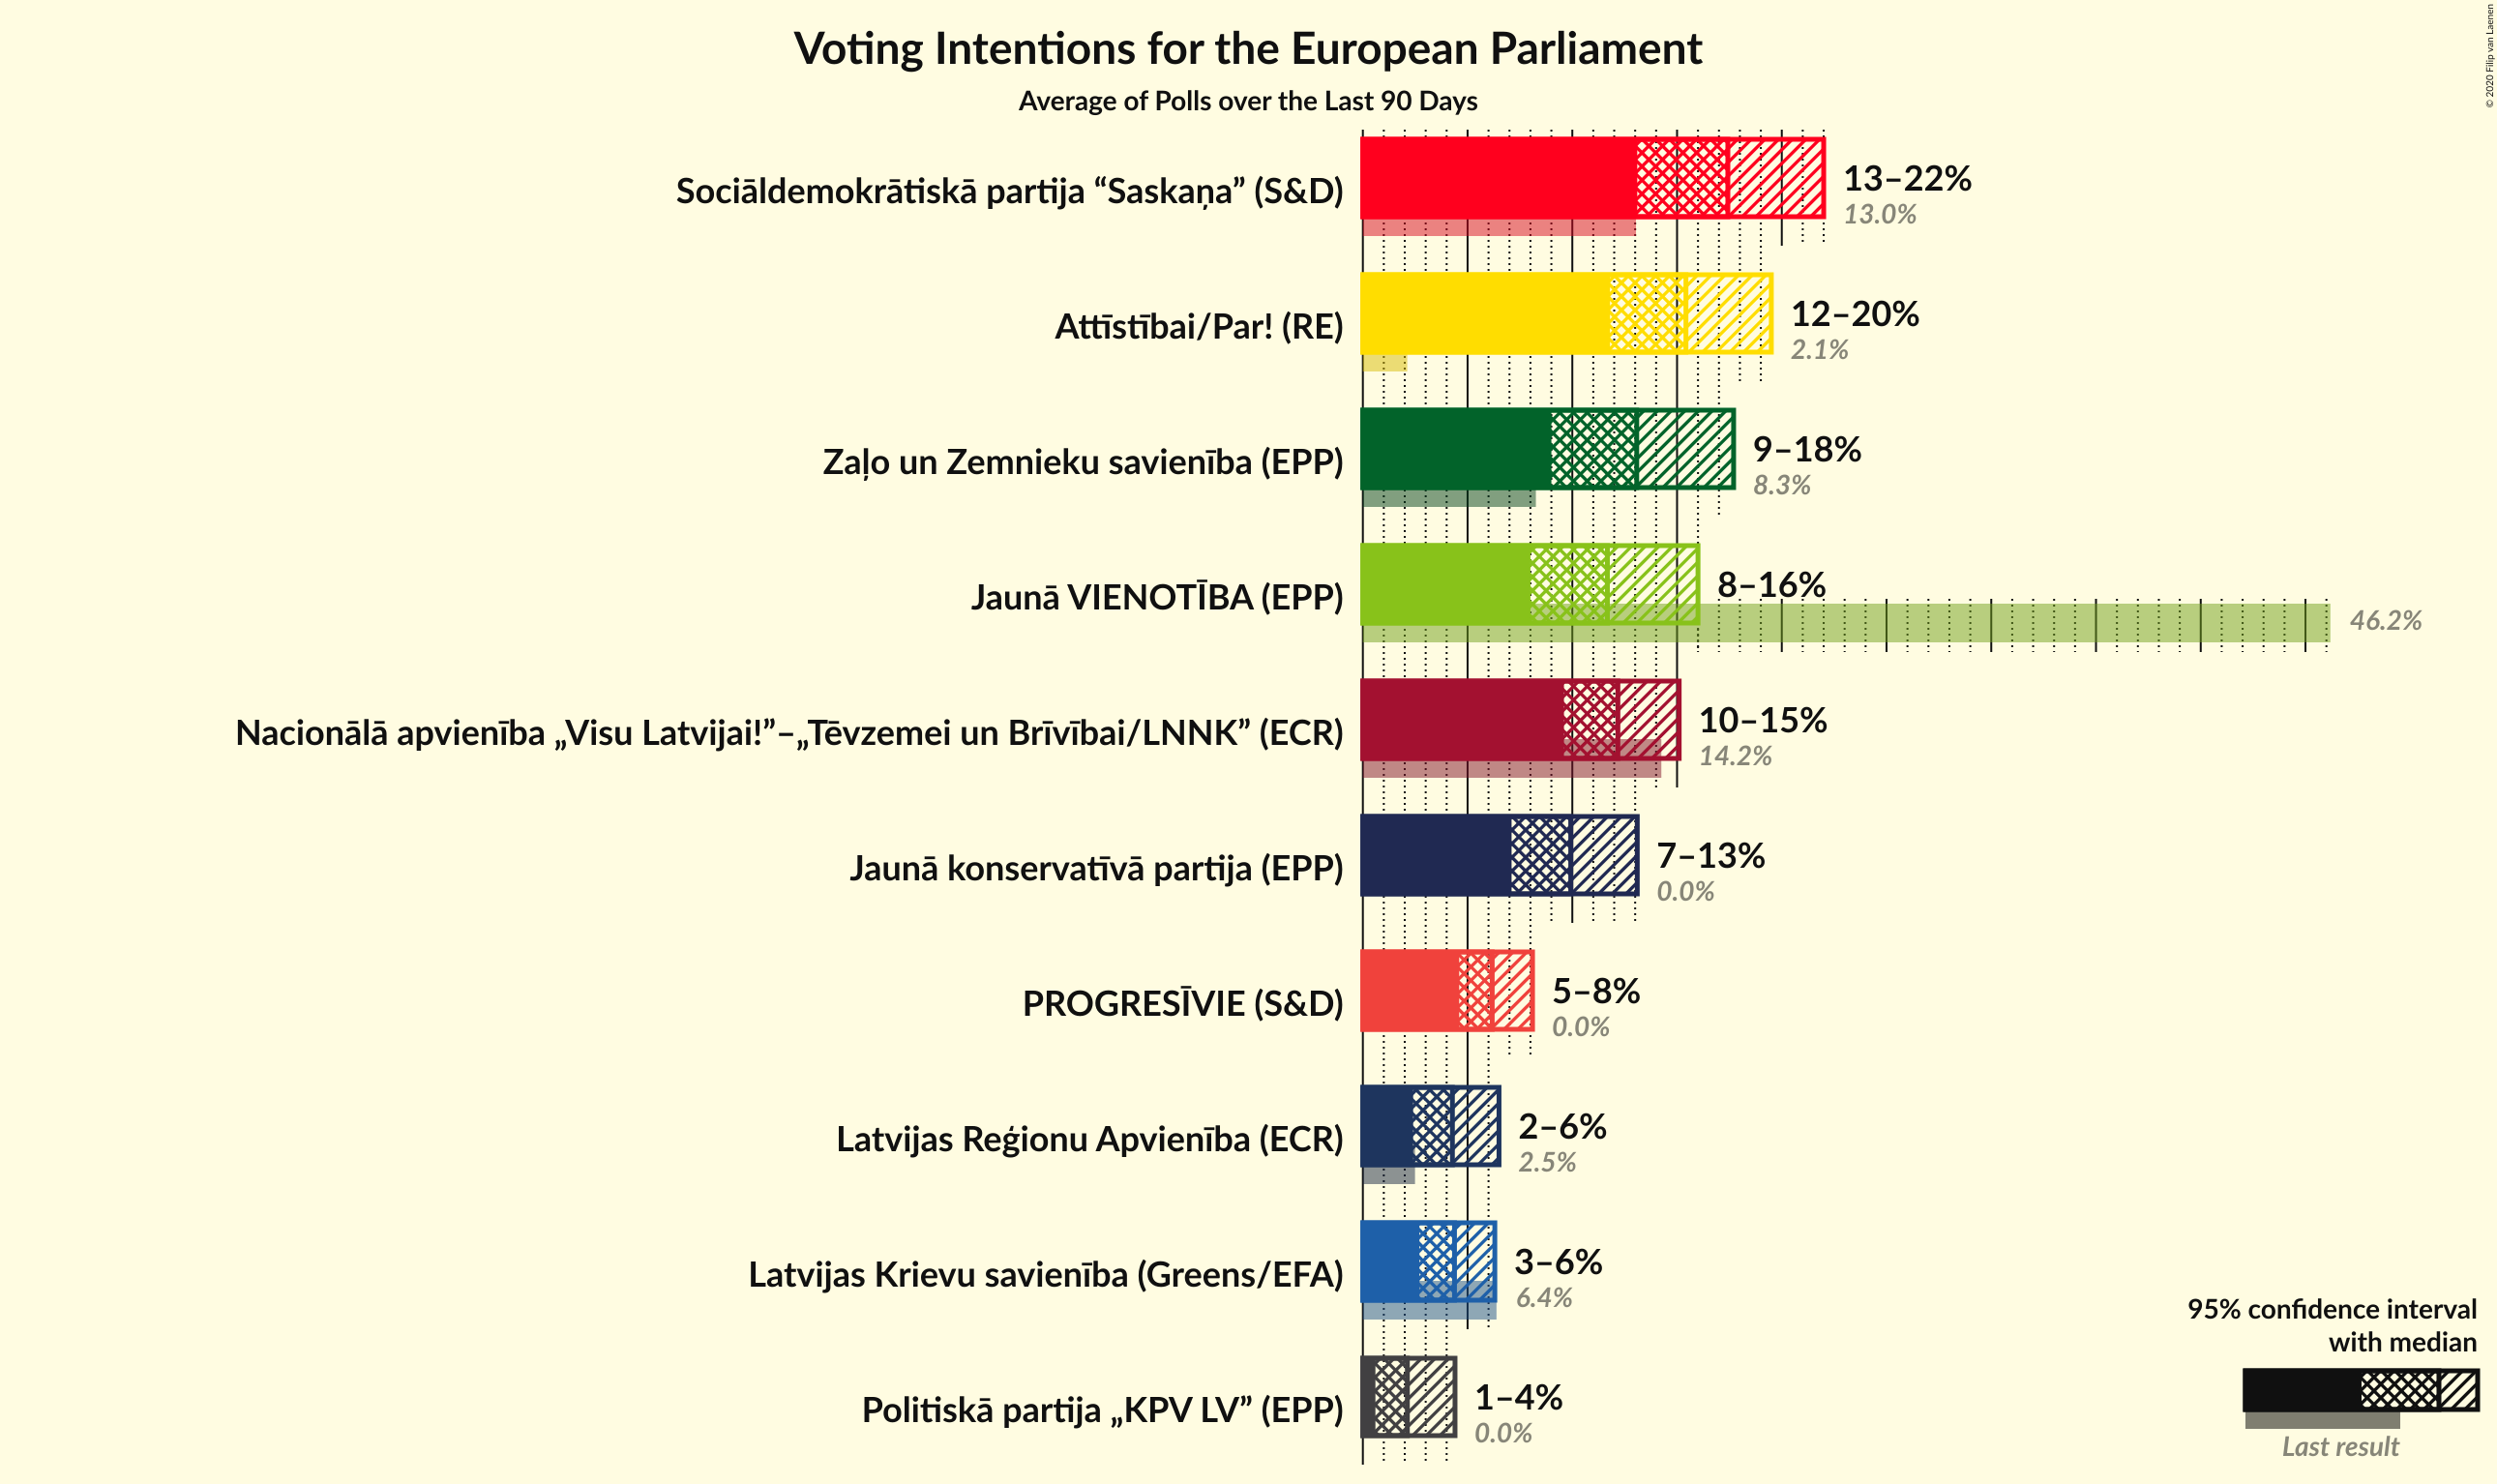 Voting Intentions for the European Parliament
Average of Polls over the Last 90 Days
© 2020 Filip van Laenen
Sociāldemokrātiskā partija “Saskaņa” (S&D)
13–22%
13.0%
Attīstībai/Par! (RE)
12–20%
2.1%
Zaļo un Zemnieku savienība (EPP)
9–18%
8.3%
Jaunā VIENOTĪBA (EPP)
8–16%
46.2%
Nacionālā apvienība „Visu Latvijai!”–„Tēvzemei un Brīvībai/LNNK” (ECR)
10–15%
14.2%
Jaunā konservatīvā partija (EPP)
7–13%
0.0%
PROGRESĪVIE (S&D)
5–8%
0.0%
Latvijas Reģionu Apvienība (ECR)
2–6%
2.5%
Latvijas Krievu savienība (Greens/EFA)
3–6%
6.4%
Politiskā partija „KPV LV” (EPP)
1–4%
0.0%
95% confidence interval
with median
Last result